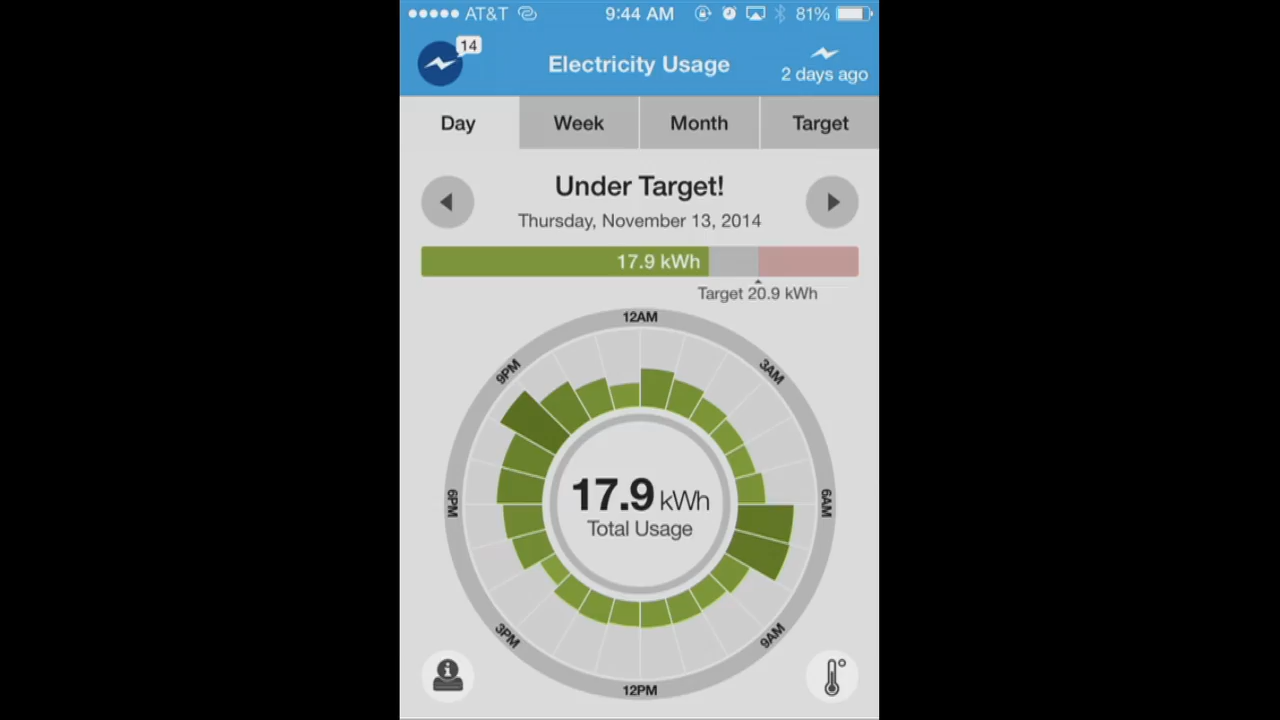 AT&T 9:44 AM 81%
14
Electricity Usage
2 days ago
Day Week Month Target
Under Target!
Thursday, November 13, 2014
17.9 kWh
Target 20.9 kWh
12AM
3AM
6AM
9AM
12PM
3PM
6PM
9PM
17.9 kWh
Total Usage